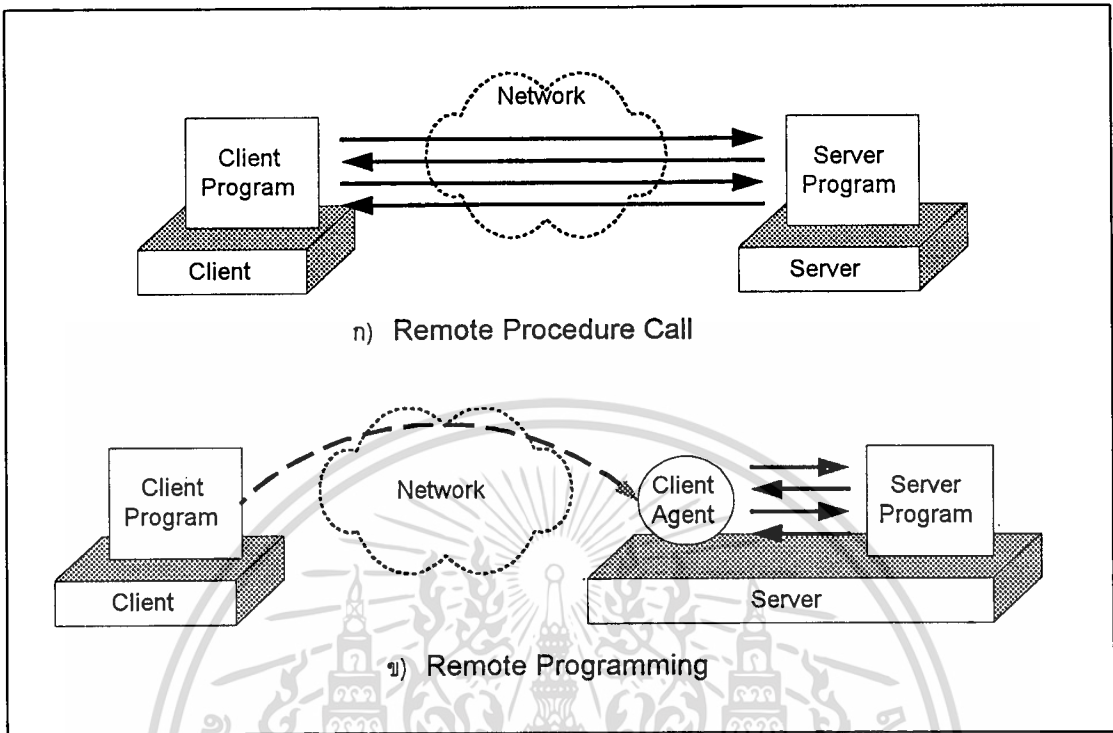 Network
Client
Program
Server
Program
Client
Server
ก) Remote Procedure Call
Client
Program
Network
Client
Agent
Server
Program
Client
Server
ข) Remote Programming